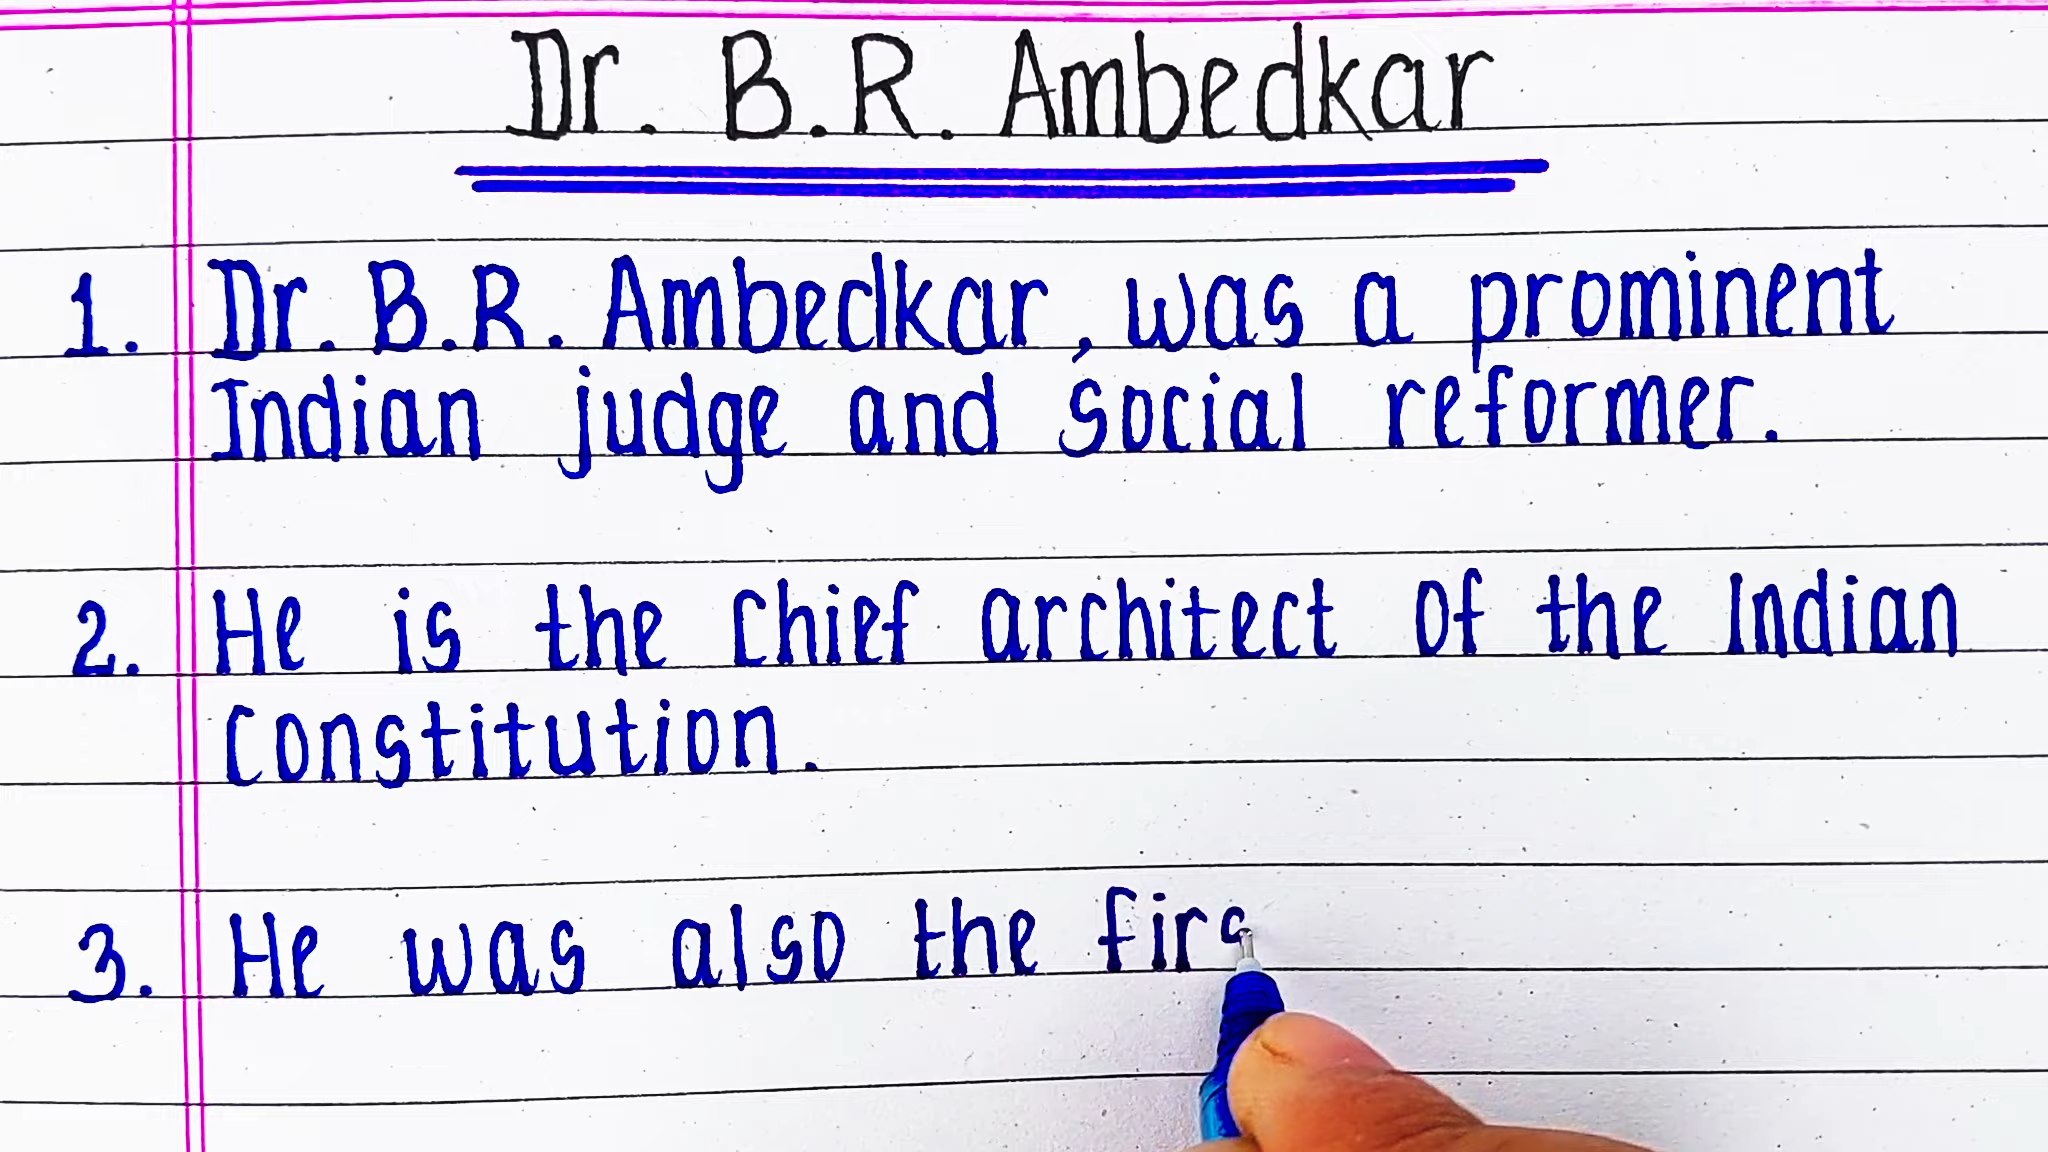 Dr. B.R. Ambedkar
1. Dr. B.R. Ambedkar, was a prominent
Indian judge and social reformer.
2. He is the chief architect of the Indian
constitution.
3. He was also the firs